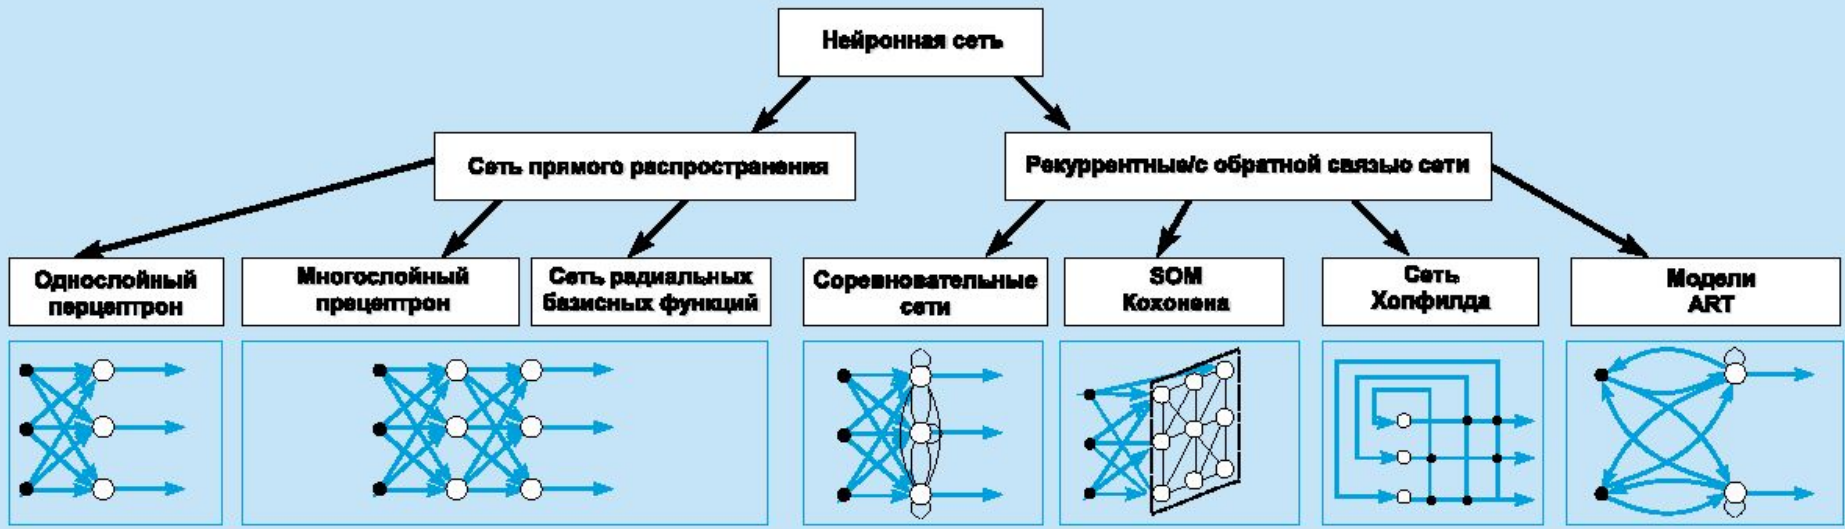 Нейронная сеть
Сеть прямого распространения
Рекуррентные/с обратной связью сети
Однослойный
перцептрон
Многослойный
прецептрон
Сеть радиальных
базисных функций
Соревновательные
сети
SOM
Кохонена
Сеть
Хопфилда
Модели
ART